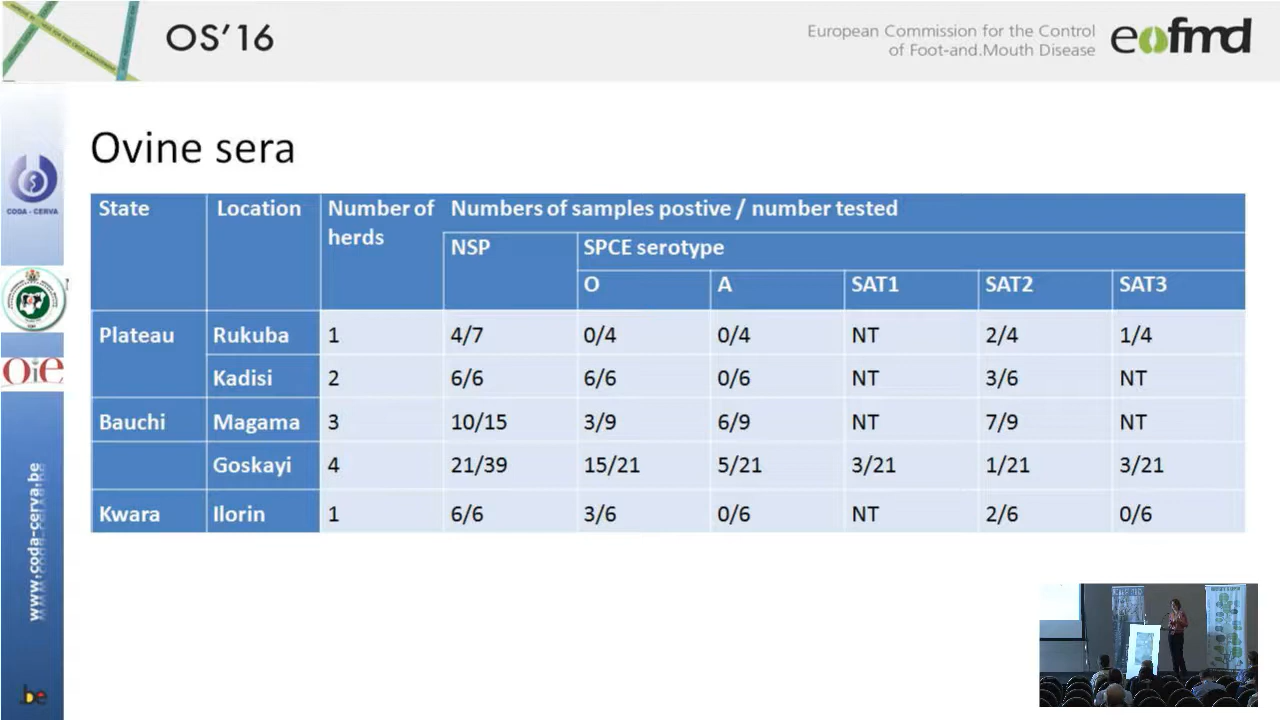 OS'16
European Commission for the Control
of Foot-and.Mouth Disease
eofmd
Ovine sera
CODA - CERVA
OiE
www.coda-cerva.be
.be
State Location Number of herds Numbers of samples postive / number tested
NSP SPCE serotype
O A SAT1 SAT2 SAT3
Plateau Rukuba 1 4/7 0/4 0/4 NT 2/4 1/4
Kadisi 2 6/6 6/6 0/6 NT 3/6 NT
Bauchi Magama 3 10/15 3/9 6/9 NT 7/9 NT
Goskayi 4 21/39 15/21 5/21 3/21 1/21 3/21
Kwara Ilorin 1 6/6 3/6 0/6 NT 2/6 0/6